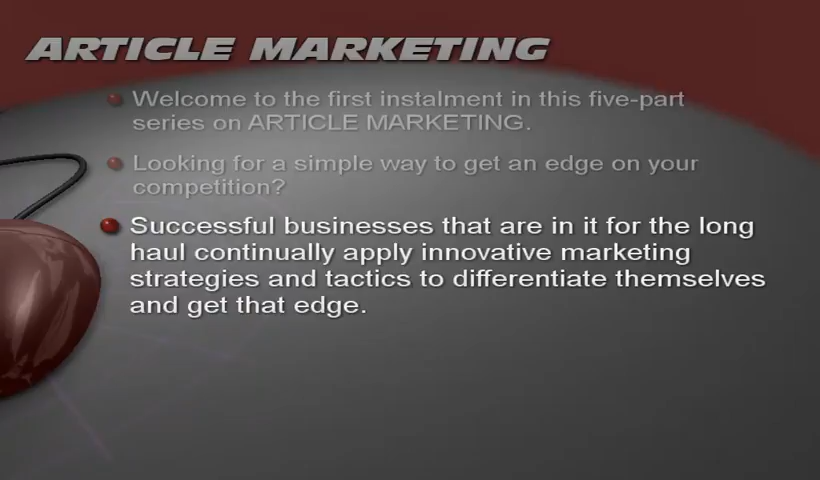 ARTICLE MARKETING
Welcome to the first instalment in this five-part
series on ARTICLE MARKETING.
Looking for a simple way to get an edge on your
competition?
Successful businesses that are in it for the long
haul continually apply innovative marketing
strategies and tactics to differentiate themselves
and get that edge.